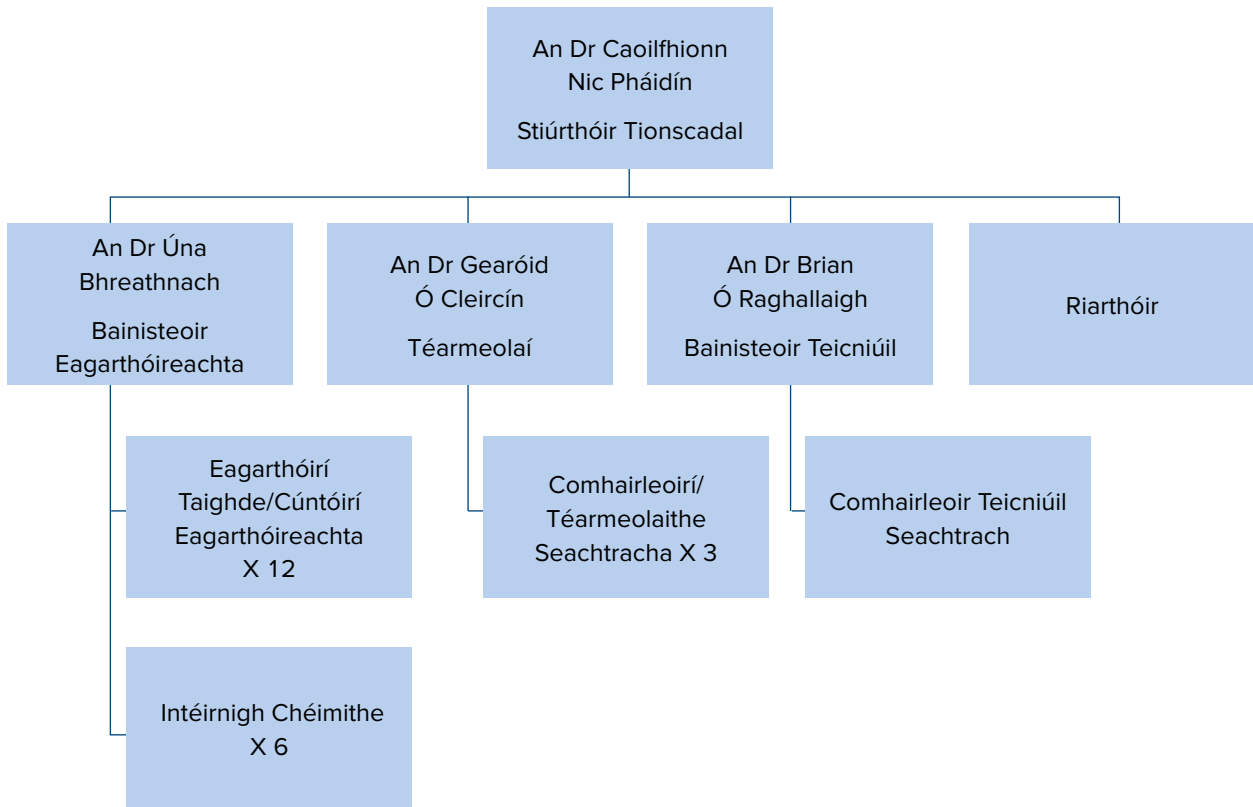 An Dr Caoilfhionn
Nic Pháidín
Stiúrthóir Tionscadal
An Dr Úna
Bhreathnach
Bainisteoir
Eagarthóireachta
An Dr Gearóid
Ó Cleircín
Téarmeolaí
An Dr Brian
Ó Raghallaigh
Bainisteoir Teicniúil
Riarthóir
Eagarthóirí
Taighde/Cúntóirí
Eagarthóireachta
X 12
Comhairleoirí/
Téarmeolaithe
Seachtracha X 3
Comhairleoir Teicniúil
Seachtrach
Intéirnigh Chéimithe
X 6